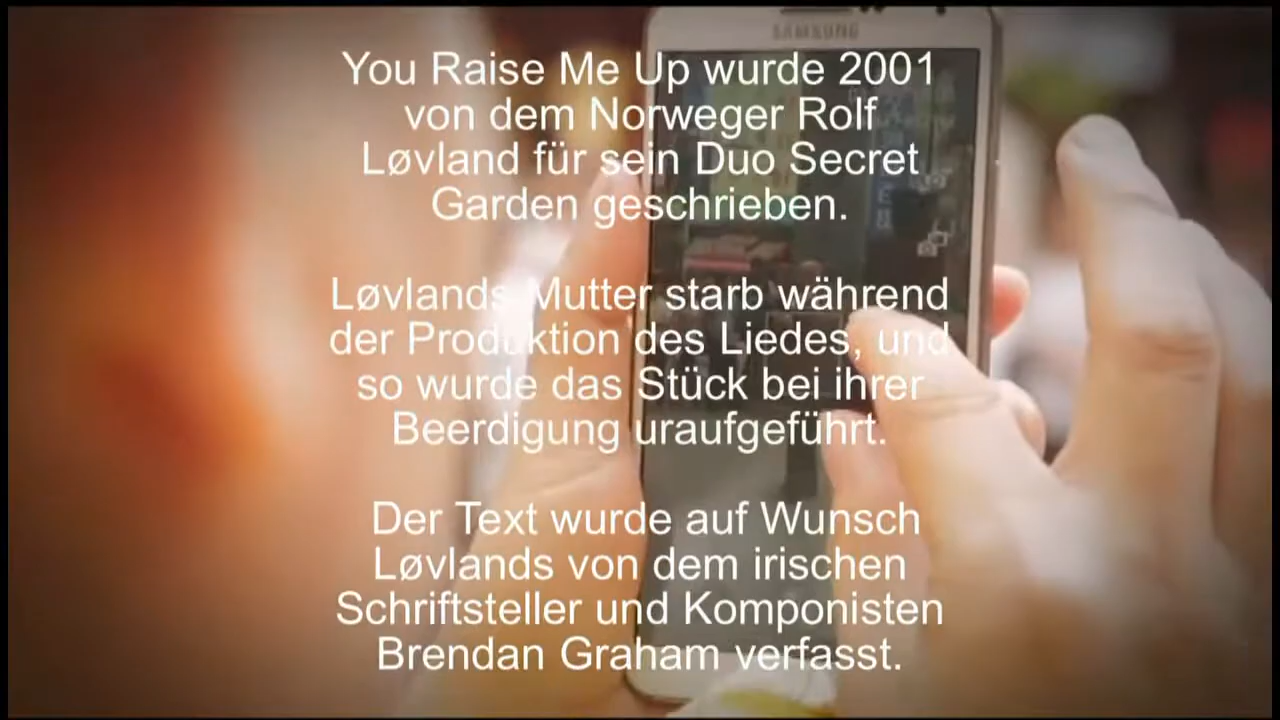 SAMSUNG
You Raise Me Up wurde 2001
von dem Norweger Rolf
Løvland für sein Duo Secret
Garden geschrieben.
Løvlands Mutter starb während
der Produktion des Liedes, und
so wurde das Stück bei ihrer
Beerdigung uraufgeführt.
Der Text wurde auf Wunsch
Løvlands von dem irischen
Schriftsteller und Komponisten
Brendan Graham verfasst.